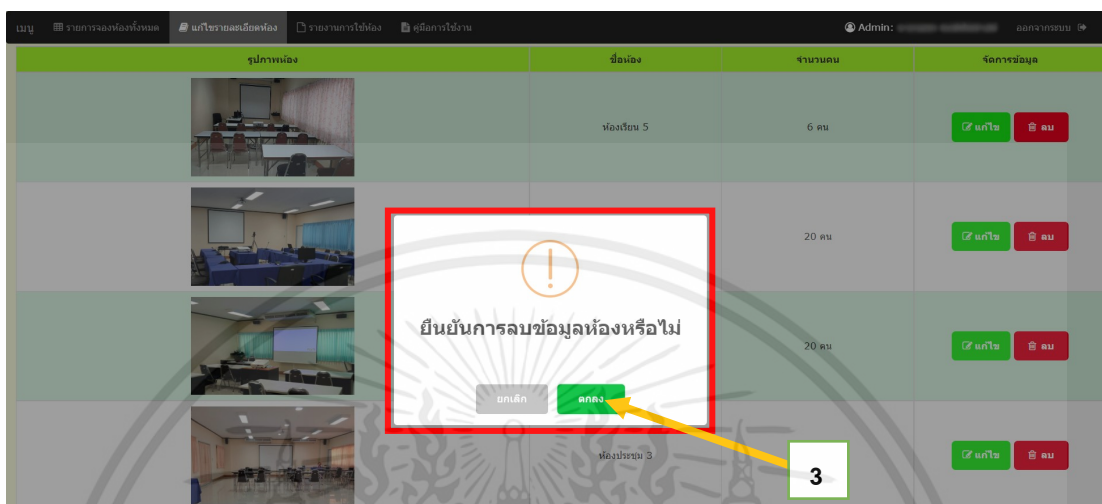 เมนู รายการจองห้องทั้งหมด แก้ไขรายละเอียดห้อง รายงานการใช้ห้อง คู่มือการใช้งาน Admin: ออกจากระบบ
รูปภาพห้อง ชื่อห้อง จำนวนคน จัดการข้อมูล
ห้องเรียน 5 6 คน แก้ไข ลบ
20 คน แก้ไข ลบ
ยืนยันการลบข้อมูลห้องหรือไม่
20 คน แก้ไข ลบ
ยกเลิก ตกลง
ห้องประชุม 3 แก้ไข ลบ
3